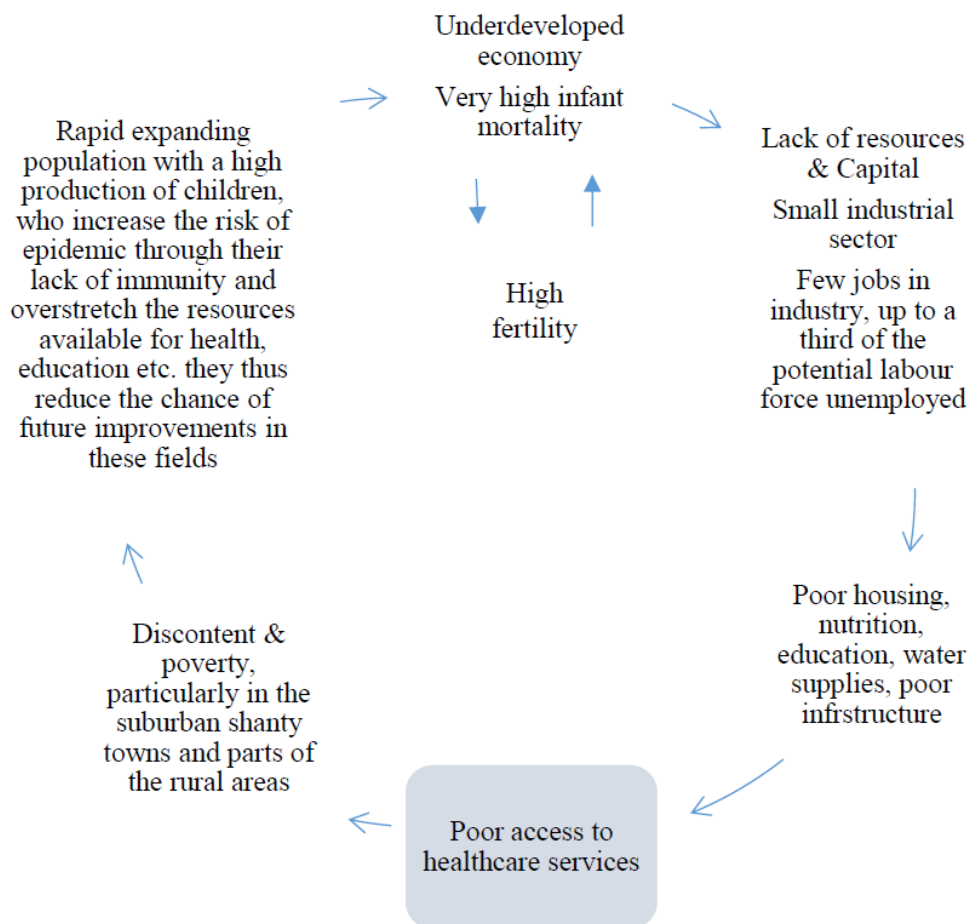 Underdeveloped
economy
Very high infant
mortality
Lack of resources
& Capital
Small industrial
sector
Few jobs in
industry, up to a
third of the
potential labour
force unemployed
Poor housing,
nutrition,
education, water
supplies, poor
infrstructure
Poor access to
healthcare services
Discontent &
poverty,
particularly in the
suburban shanty
towns and parts of
the rural areas
Rapid expanding
population with a high
production of children,
who increase the risk of
epidemic through their
lack of immunity and
overstretch the resources
available for health,
education etc. they thus
reduce the chance of
future improvements in
these fields
High
fertility